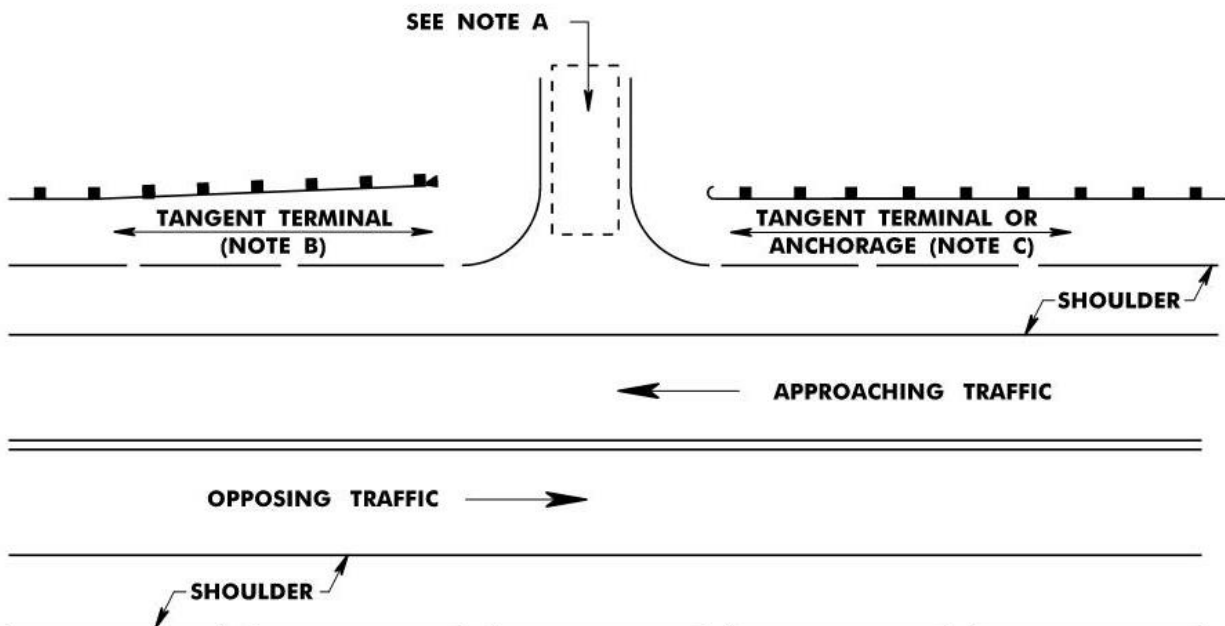 SEE NOTE A
TANGENT TERMINAL
(NOTE B)
TANGENT TERMINAL OR
ANCHORAGE (NOTE C)
SHOULDER
APPROACHING TRAFFIC
OPPOSING TRAFFIC
SHOULDER